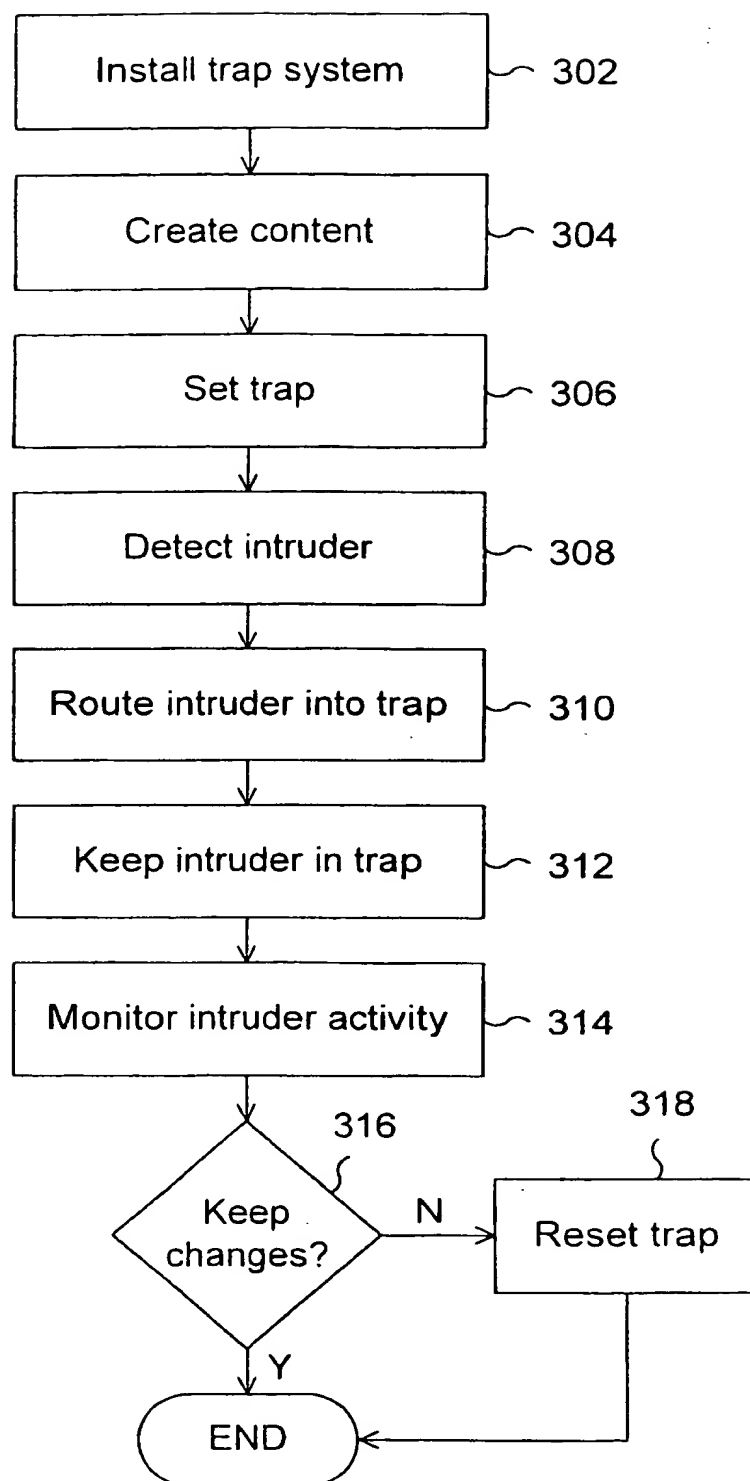 Install trap system
302
Create content
304
Set trap
306
Detect intruder
308
Route intruder into trap
310
Keep intruder in trap
312
Monitor intruder activity
314
316
Keep
changes?
N
318
Reset trap
Y
END